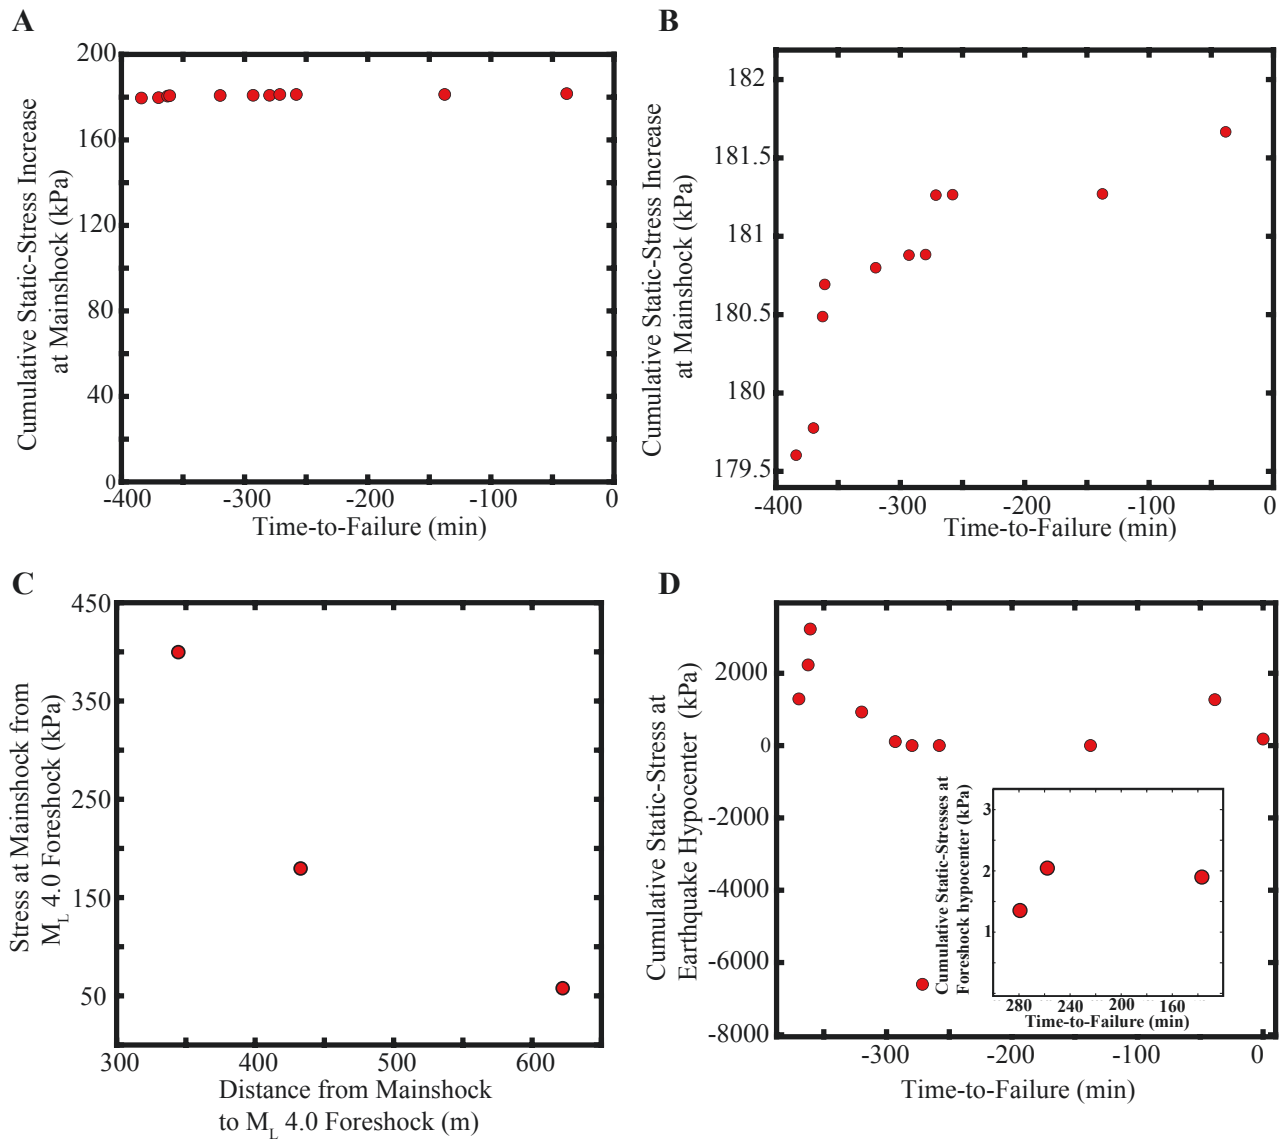 A
200
160
120
80
40
0
Cumulative Static-Stress Increase
at Mainshock (kPa)
-400
-300
-200
-100
0
Time-to-Failure (min)
B
182
181.5
181
180.5
180
179.5
Cumulative Static-Stress Increase
at Mainshock (kPa)
-400
-300
-200
-100
0
Time-to-Failure (min)
C
450
350
250
150
50
Stress at Mainshock from
M_L 4.0 Foreshock (kPa)
300
400
500
600
Distance from Mainshock
to M_L 4.0 Foreshock (m)
D
2000
0
-2000
-4000
-6000
-8000
Cumulative Static-Stress at
Earthquake Hypocenter (kPa)
-300
-200
-100
0
Time-to-Failure (min)
3
2
1
Cumulative Static-Stresses at
Foreshock hypocenter (kPa)
280
240
200
160
Time-to-Failure (min)